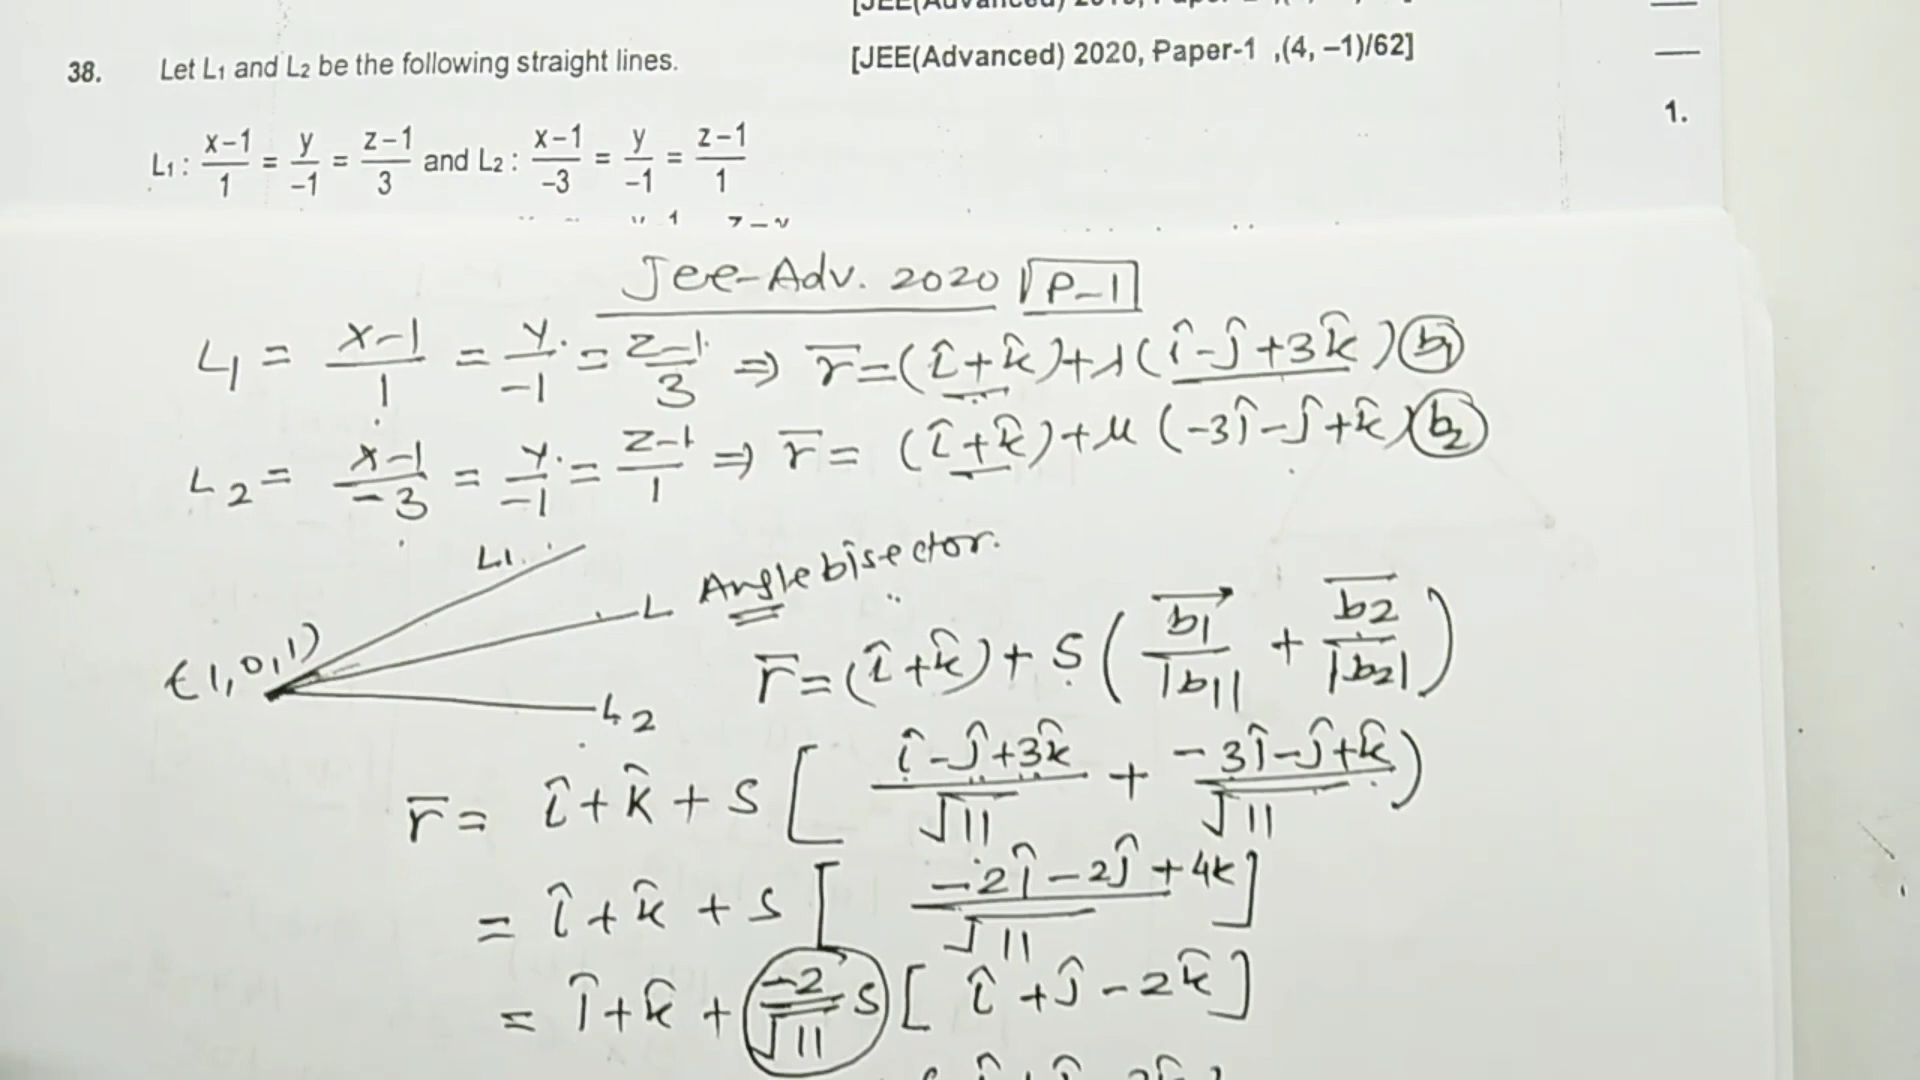 [JEE(Advanced)
38. Let L₁ and L₂ be the following straight lines. [JEE(Advanced) 2020, Paper-1 ,(4, –1)/62]
1.
L₁ : x−1/1 = y/−1 = z−1/3 and L₂ : x−1/−3 = y/−1 = z−1/1
Jee-Adv. 2020 P-1
L1 = x-1/1 = y/-1 = z-1/3 ⇒ r̄=(î+k̂)+λ(î-ĵ+3k̂) b1
L2 = x-1/-3 = y/-1 = z-1/1 ⇒ r̄= (î+k̂)+μ(-3î-ĵ+k̂) b2
L1
L Angle bisector.
(1,0,1)
L2
r̄=(î+k̂)+ S( b1/|b1| + b2/|b2| )
r̄= î+k̂ + S [ î-ĵ+3k̂/√11 + -3î-ĵ+k̂/√11 )
= î+k̂ + s [ -2î-2ĵ+4k/√11 ]
= î+k̂ + -2/√11 S [ î+ĵ-2k̂ ]